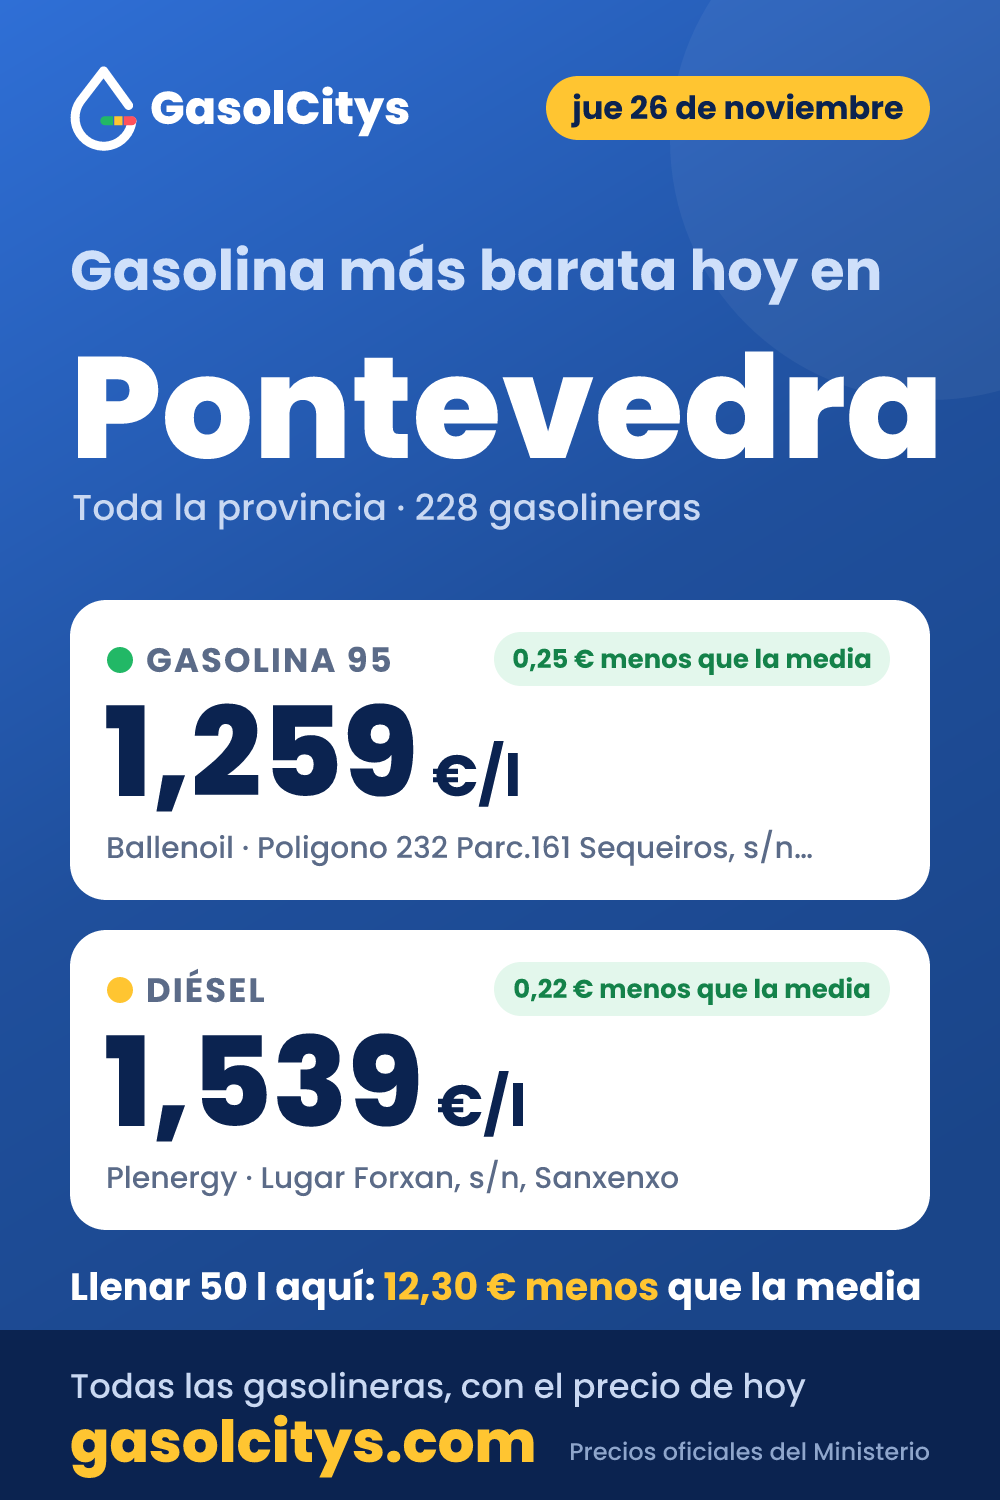 GasolCitys
jue 26 de noviembre
Gasolina más barata hoy en
Pontevedra
Toda la provincia · 228 gasolineras
GASOLINA 95
0,25 € menos que la media
1,259 €/l
Ballenoil · Poligono 232 Parc.161 Sequeiros, s/n…
DIÉSEL
0,22 € menos que la media
1,539 €/l
Plenergy · Lugar Forxan, s/n, Sanxenxo
Llenar 50 l aquí: 12,30 € menos que la media
Todas las gasolineras, con el precio de hoy
gasolcitys.com
Precios oficiales del Ministerio